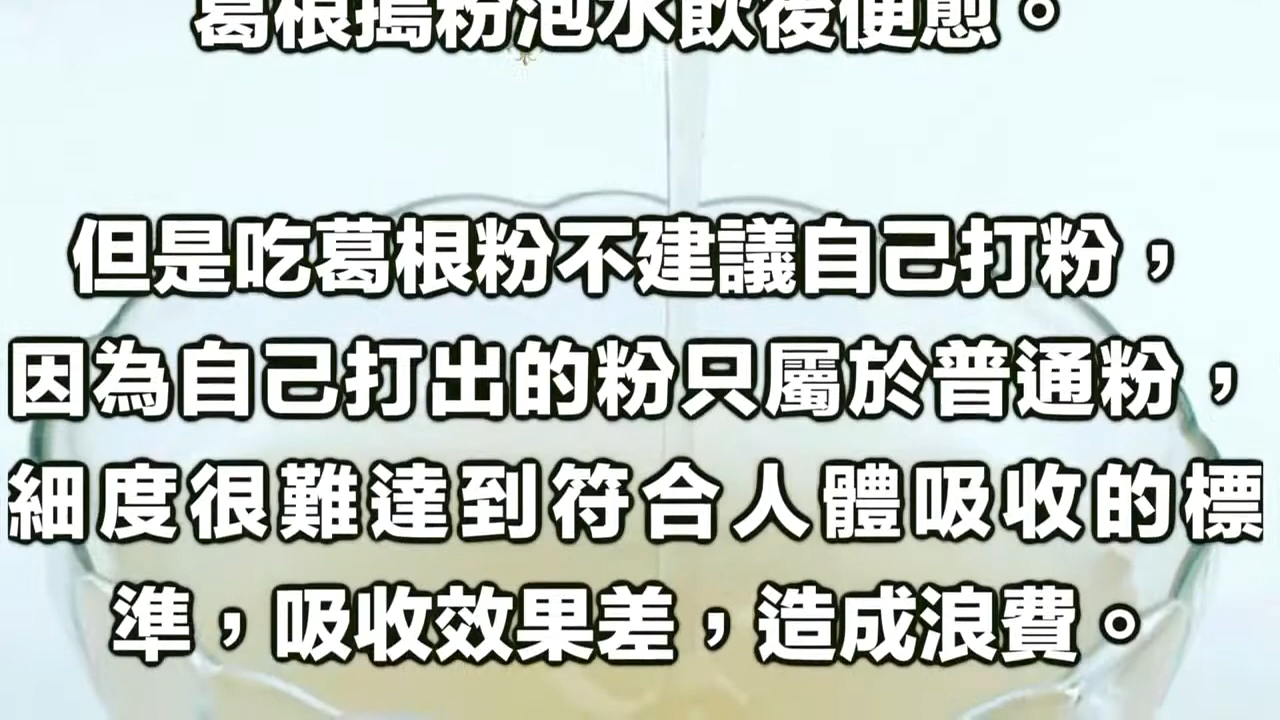 葛根搗粉泡水飲後便愈。
但是吃葛根粉不建議自己打粉，
因為自己打出的粉只屬於普通粉，
細度很難達到符合人體吸收的標
準，吸收效果差，造成浪費。